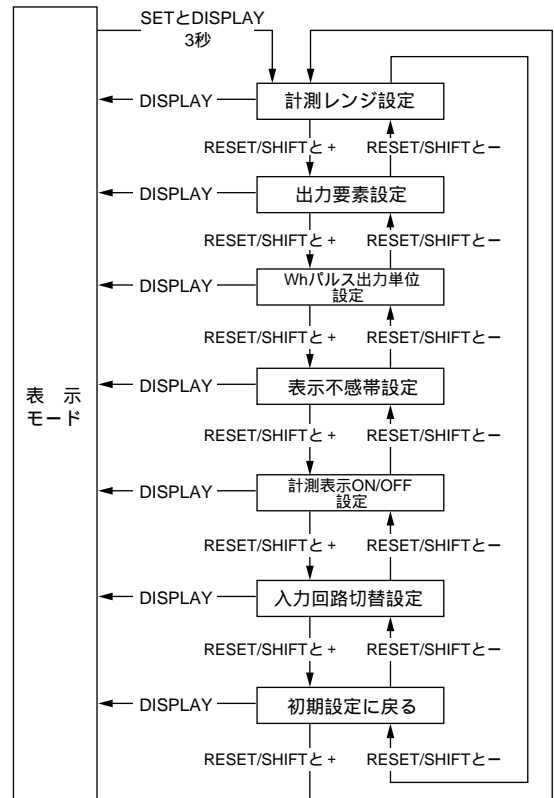 SETとDISPLAY
3秒
DISPLAY
計測レンジ設定
RESET/SHIFTと+
RESET/SHIFTとー
DISPLAY
出力要素設定
RESET/SHIFTと+
RESET/SHIFTとー
DISPLAY
Whパルス出力単位
設定
RESET/SHIFTと+
RESET/SHIFTとー
DISPLAY
表示不感帯設定
表 示
モード
RESET/SHIFTと+
RESET/SHIFTとー
DISPLAY
計測表示ON/OFF
設定
RESET/SHIFTと+
RESET/SHIFTとー
DISPLAY
入力回路切替設定
RESET/SHIFTと+
RESET/SHIFTとー
DISPLAY
初期設定に戻る
RESET/SHIFTと+
RESET/SHIFTとー